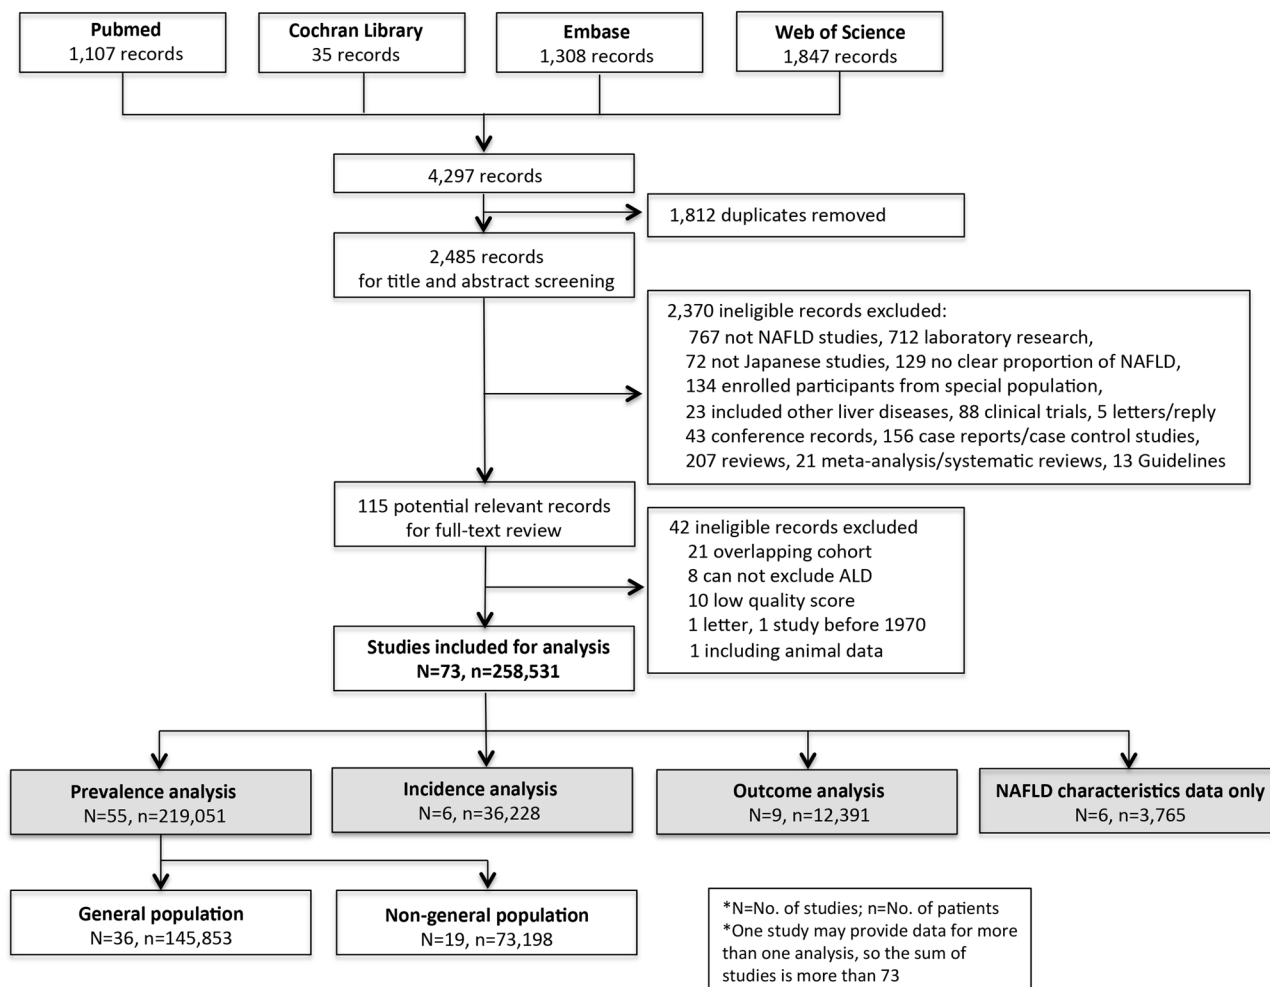 Pubmed
1,107 records
Cochran Library
35 records
Embase
1,308 records
Web of Science
1,847 records
4,297 records
1,812 duplicates removed
2,485 records
for title and abstract screening
2,370 ineligible records excluded:
767 not NAFLD studies, 712 laboratory research,
72 not Japanese studies, 129 no clear proportion of NAFLD,
134 enrolled participants from special population,
23 included other liver diseases, 88 clinical trials, 5 letters/reply
43 conference records, 156 case reports/case control studies,
207 reviews, 21 meta-analysis/systematic reviews, 13 Guidelines
115 potential relevant records
for full-text review
42 ineligible records excluded
21 overlapping cohort
8 can not exclude ALD
10 low quality score
1 letter, 1 study before 1970
1 including animal data
Studies included for analysis
N=73, n=258,531
Prevalence analysis
N=55, n=219,051
Incidence analysis
N=6, n=36,228
Outcome analysis
N=9, n=12,391
NAFLD characteristics data only
N=6, n=3,765
General population
N=36, n=145,853
Non-general population
N=19, n=73,198
*N=No. of studies; n=No. of patients
*One study may provide data for more
than one analysis, so the sum of
studies is more than 73